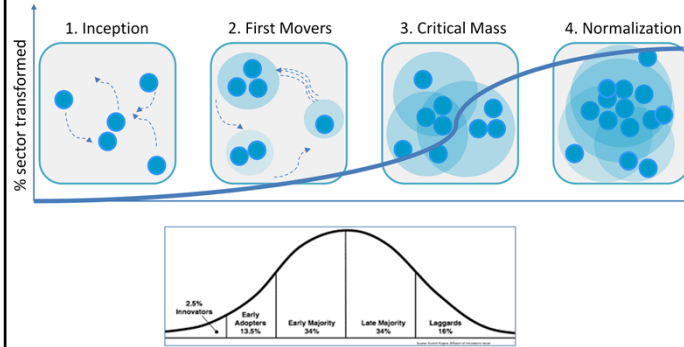 1. Inception
2. First Movers
3. Critical Mass
4. Normalization
% sector transformed
2.5%
Innovators
Early
Adopters
13.5%
Early Majority
34%
Late Majority
34%
Laggards
16%